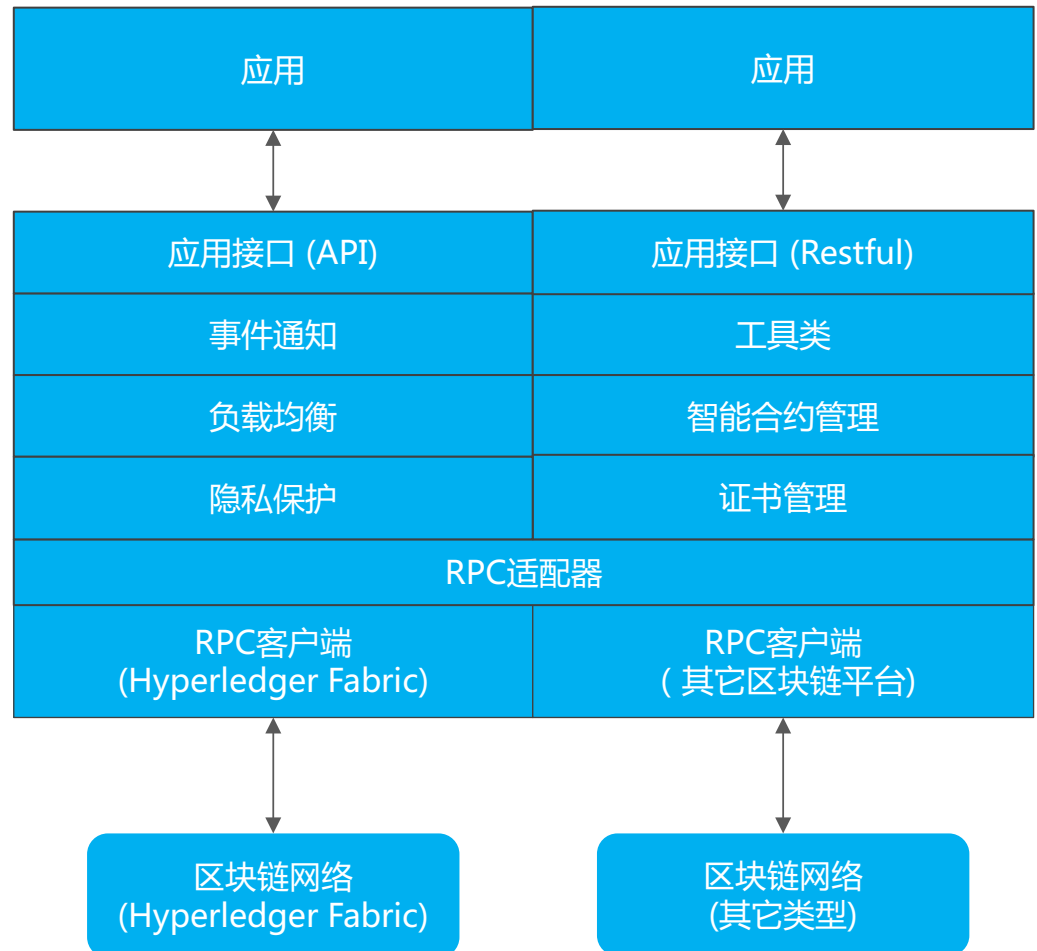 应用
应用
应用接口 (API)
应用接口 (Restful)
事件通知
工具类
负载均衡
智能合约管理
隐私保护
证书管理
RPC适配器
RPC客户端
(Hyperledger Fabric)
RPC客户端
( 其它区块链平台)
区块链网络
(Hyperledger Fabric)
区块链网络
(其它类型)